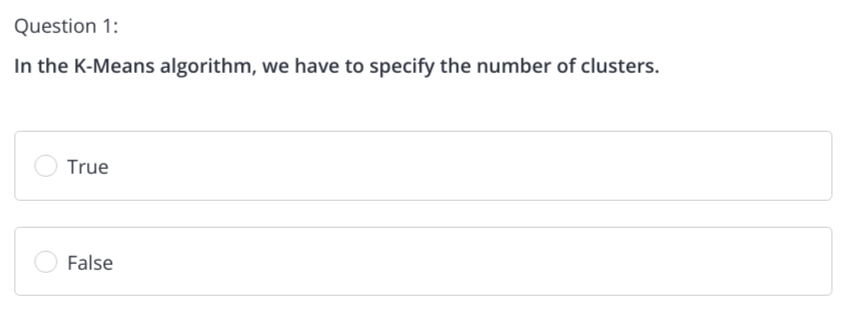 Question 1:
In the K-Means algorithm, we have to specify the number of clusters.
True
False